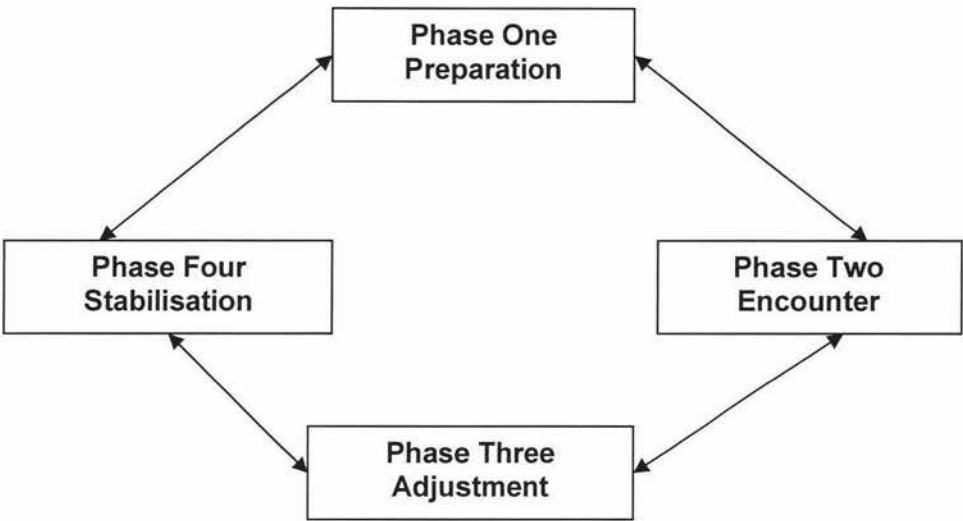 Phase One
Preparation
Phase Four
Stabilisation
Phase Two
Encounter
Phase Three
Adjustment